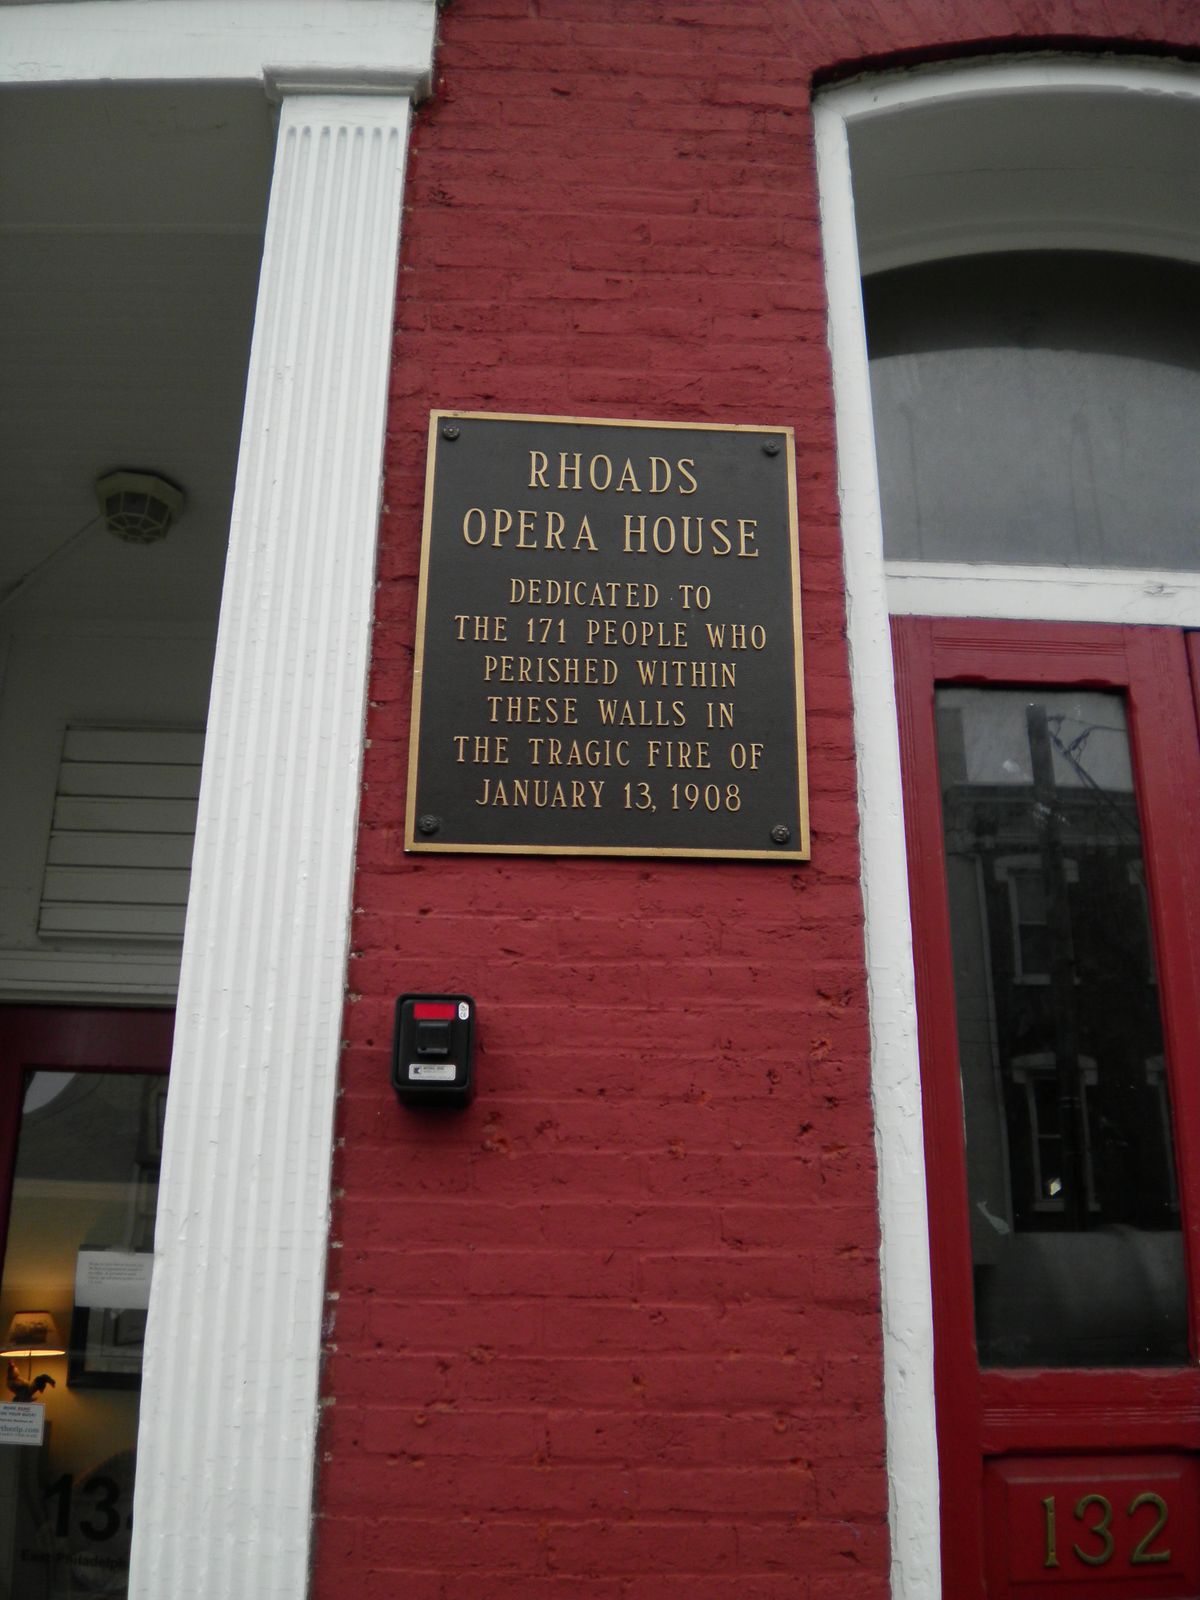 RHOADS
OPERA HOUSE
DEDICATED TO
THE 171 PEOPLE WHO
PERISHED WITHIN
THESE WALLS IN
THE TRAGIC FIRE OF
JANUARY 13, 1908
132